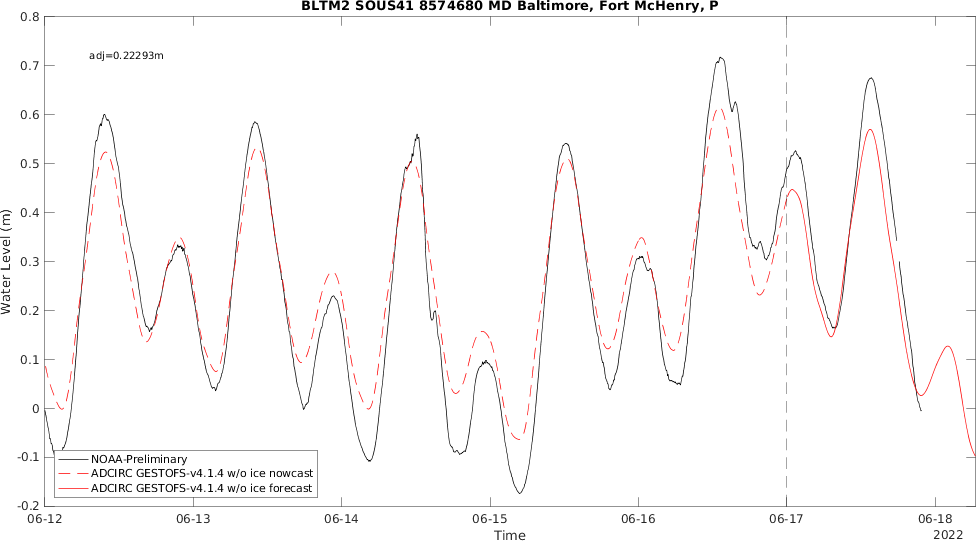 BLTM2 SOUS41 8574680 MD Baltimore, Fort McHenry, P
adj=0.22293m
Water Level (m)
0.8
0.7
0.6
0.5
0.4
0.3
0.2
0.1
0
-0.1
-0.2
NOAA-Preliminary
ADCIRC GESTOFS-v4.1.4 w/o ice nowcast
ADCIRC GESTOFS-v4.1.4 w/o ice forecast
06-12 06-13 06-14 06-15 06-16 06-17 06-18
Time
2022